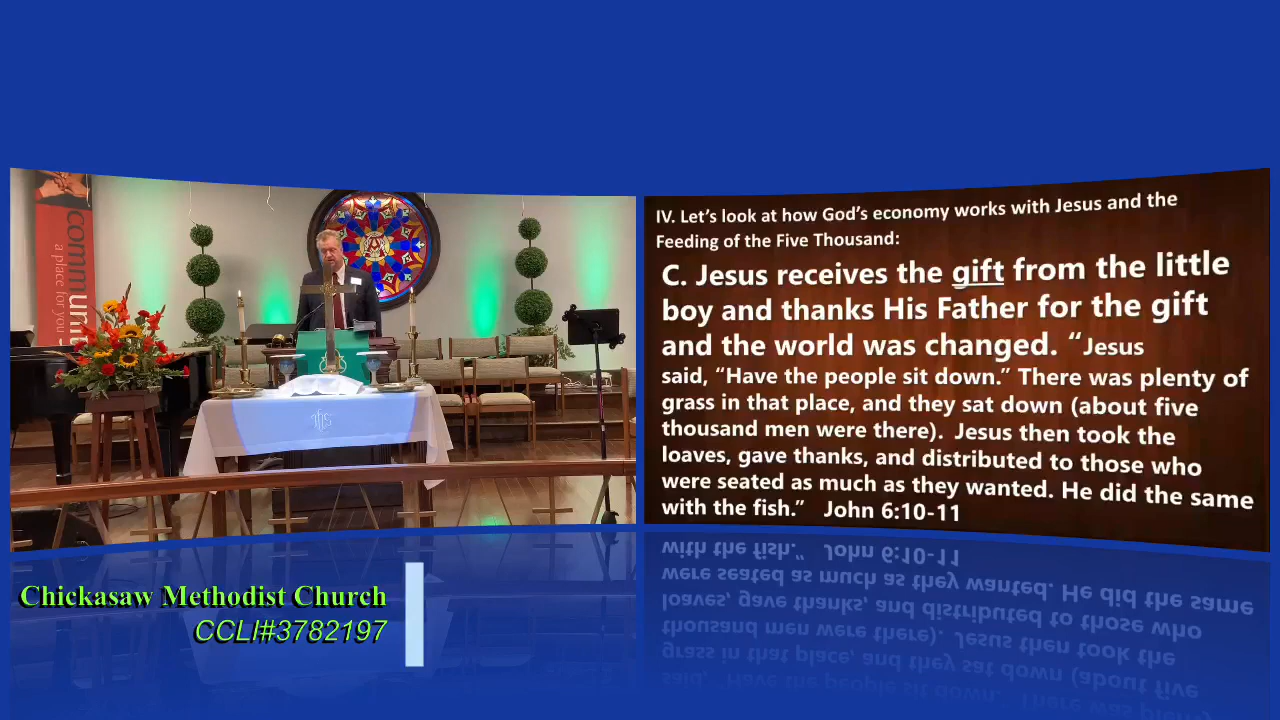 community
a place for you
IHS
IV. Let’s look at how God’s economy works with Jesus and the
Feeding of the Five Thousand:
C. Jesus receives the gift from the little
boy and thanks His Father for the gift
and the world was changed. “Jesus
said, “Have the people sit down.” There was plenty of
grass in that place, and they sat down (about five
thousand men were there). Jesus then took the
loaves, gave thanks, and distributed to those who
were seated as much as they wanted. He did the same
with the fish.” John 6:10-11
Chickasaw Methodist Church
CCLI#3782197